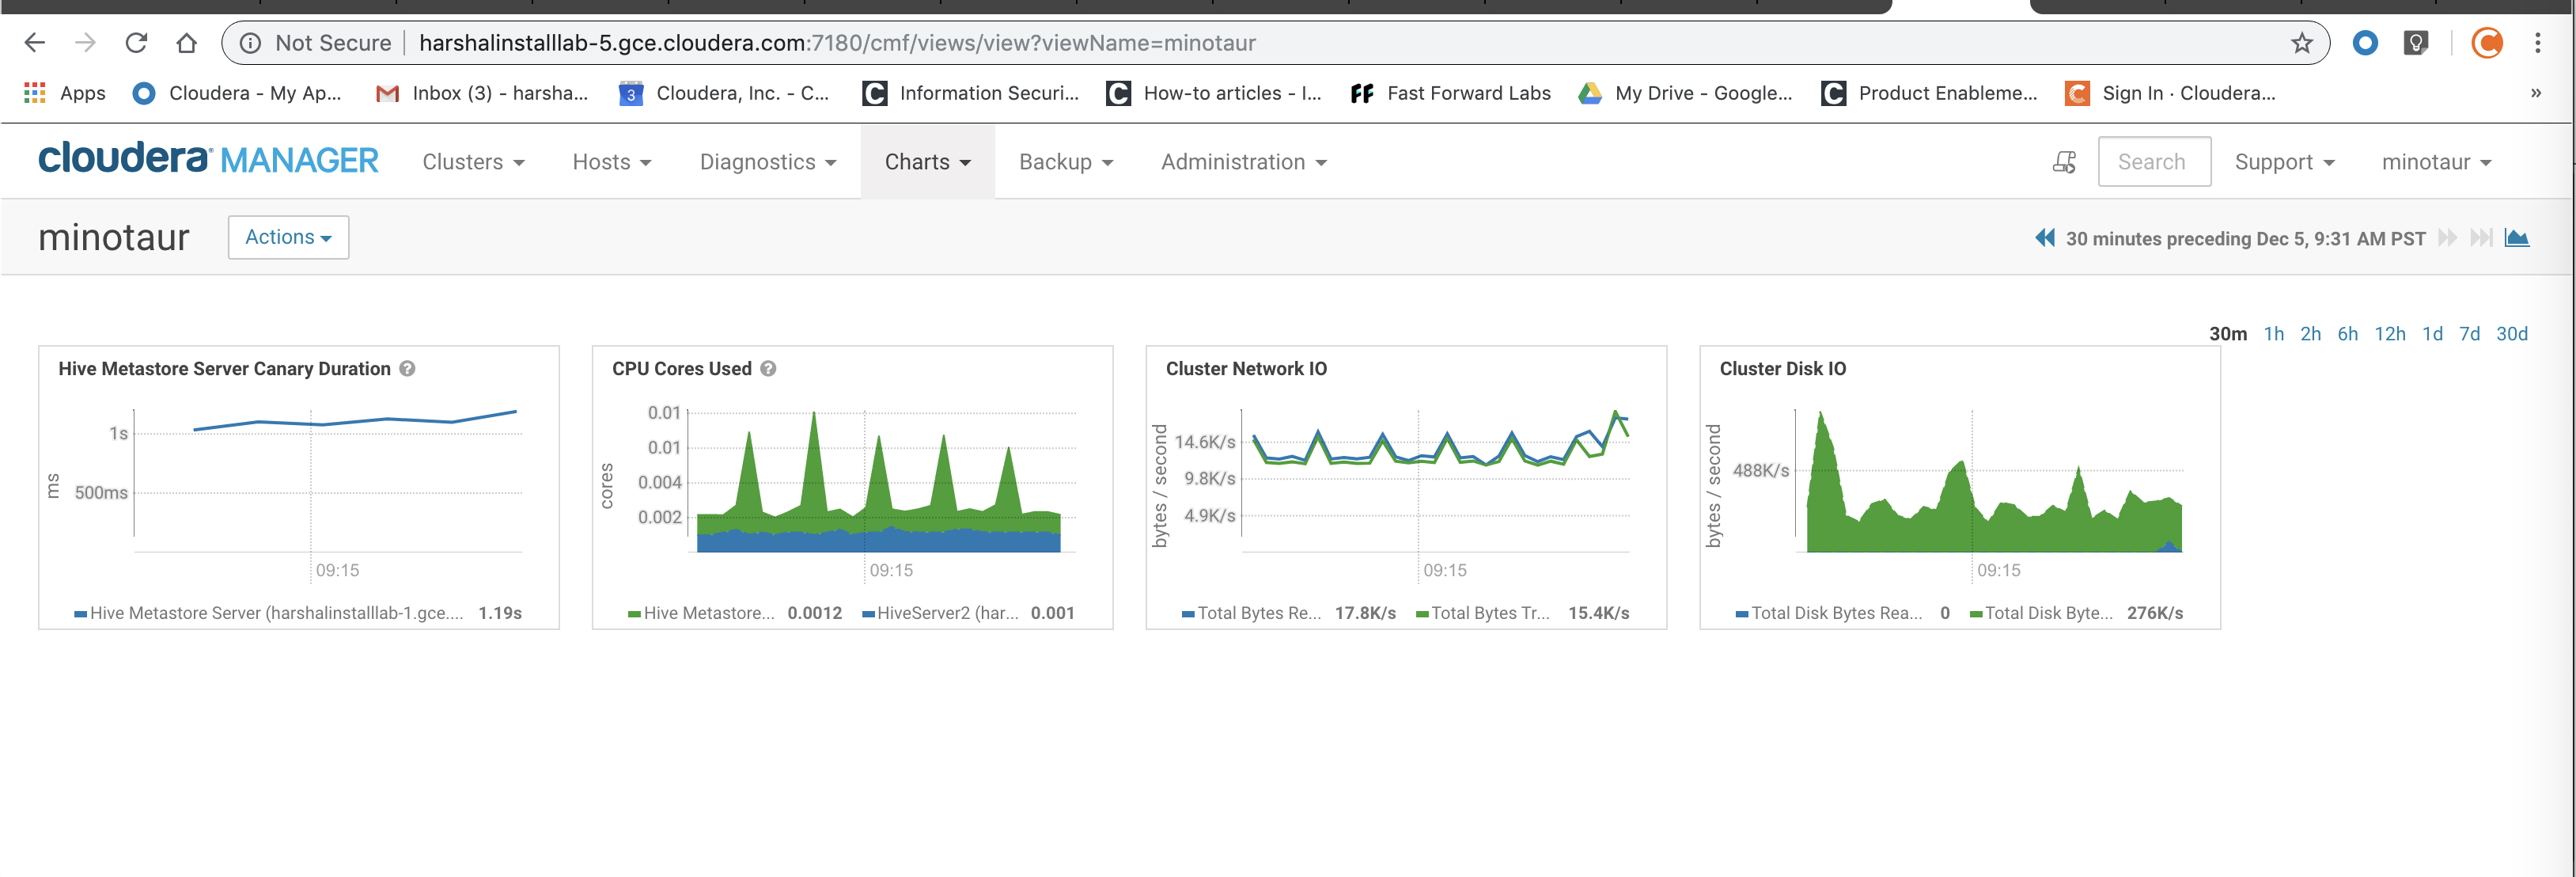 Not Secure harshalinstalllab-5.gce.cloudera.com:7180/cmf/views/view?viewName=minotaur
Apps Cloudera - My Ap... Inbox (3) - harsha... 3 Cloudera, Inc. - C... Information Securi... How-to articles - I... FF Fast Forward Labs My Drive - Google... Product Enableme... Sign In · Cloudera... »
cloudera MANAGER Clusters Hosts Diagnostics Charts Backup Administration Search Support minotaur
minotaur Actions 30 minutes preceding Dec 5, 9:31 AM PST
30m 1h 2h 6h 12h 1d 7d 30d
Hive Metastore Server Canary Duration ?
ms
1s
500ms
09:15
Hive Metastore Server (harshalinstalllab-1.gce.... 1.19s
CPU Cores Used ?
cores
0.01
0.01
0.004
0.002
09:15
Hive Metastore... 0.0012 HiveServer2 (har... 0.001
Cluster Network IO
bytes / second
14.6K/s
9.8K/s
4.9K/s
09:15
Total Bytes Re... 17.8K/s Total Bytes Tr... 15.4K/s
Cluster Disk IO
bytes / second
488K/s
09:15
Total Disk Bytes Rea... 0 Total Disk Byte... 276K/s